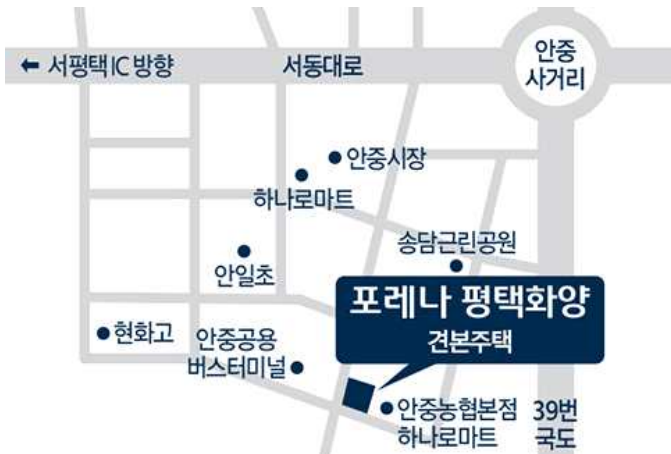 ← 서평택IC방향
서동대로
안중
사거리
안중시장
하나로마트
송담근린공원
안일초
포레나 평택화양
견본주택
현화고
안중공용
버스터미널
안중농협본점
하나로마트
39번
국도